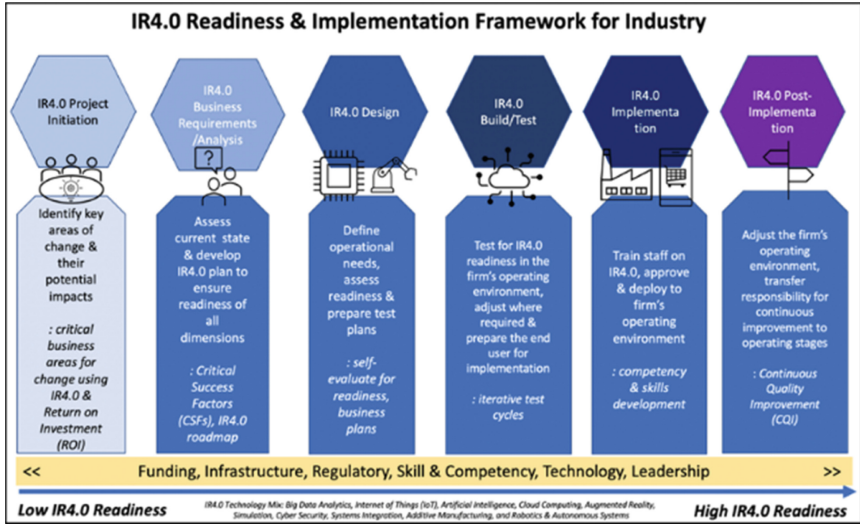 IR4.0 Readiness & Implementation Framework for Industry
IR4.0 Project
Initiation
IR4.0
Business
Requirements
/Analysis
IR4.0 Design
IR4.0
Build/Test
IR4.0
Implementa
tion
IR4.0 Post-
Implementa
tion
?
Identify key
areas of
change &
their
potential
impacts
: critical
business
areas for
change using
IR4.0 &
Return on
Investment
(ROI)
Assess
current state
& develop
IR4.0 plan to
ensure
readiness of
all
dimensions
: Critical
Success
Factors
(CSFs), IR4.0
roadmap
Define
operational
needs,
assess
readiness &
prepare test
plans
: self-
evaluate for
readiness,
business
plans
Test for IR4.0
readiness in the
firm's operating
environment,
adjust where
required &
prepare the end
user for
implementation
: iterative test
cycles
Train staff on
IR4.0, approve
& deploy to
firm's
operating
environment
: competency
& skills
development
Adjust the firm's
operating
environment,
transfer
responsibility for
continuous
improvement to
operating stages
: Continuous
Quality
Improvement
(CQI)
<< Funding, Infrastructure, Regulatory, Skill & Competency, Technology, Leadership >>
Low IR4.0 Readiness
IR4.0 Technology Mix: Big Data Analytics, Internet of Things (IoT), Artificial Intelligence, Cloud Computing, Augmented Reality,
Simulation, Cyber Security, Systems Integration, Additive Manufacturing, and Robotics & Autonomous Systems
High IR4.0 Readiness